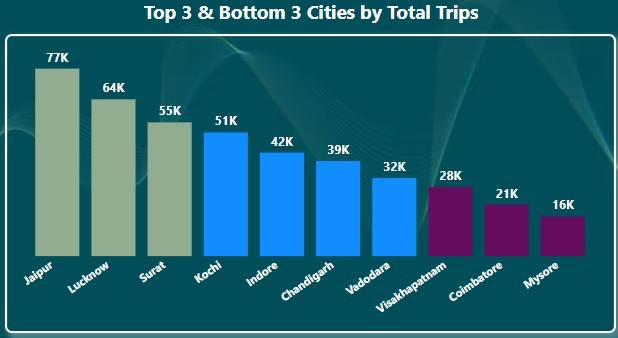 Top 3 & Bottom 3 Cities by Total Trips
77K
64K
55K
51K
42K
39K
32K
28K
21K
16K
Jaipur
Lucknow
Surat
Kochi
Indore
Chandigarh
Vadodara
Visakhapatnam
Coimbatore
Mysore